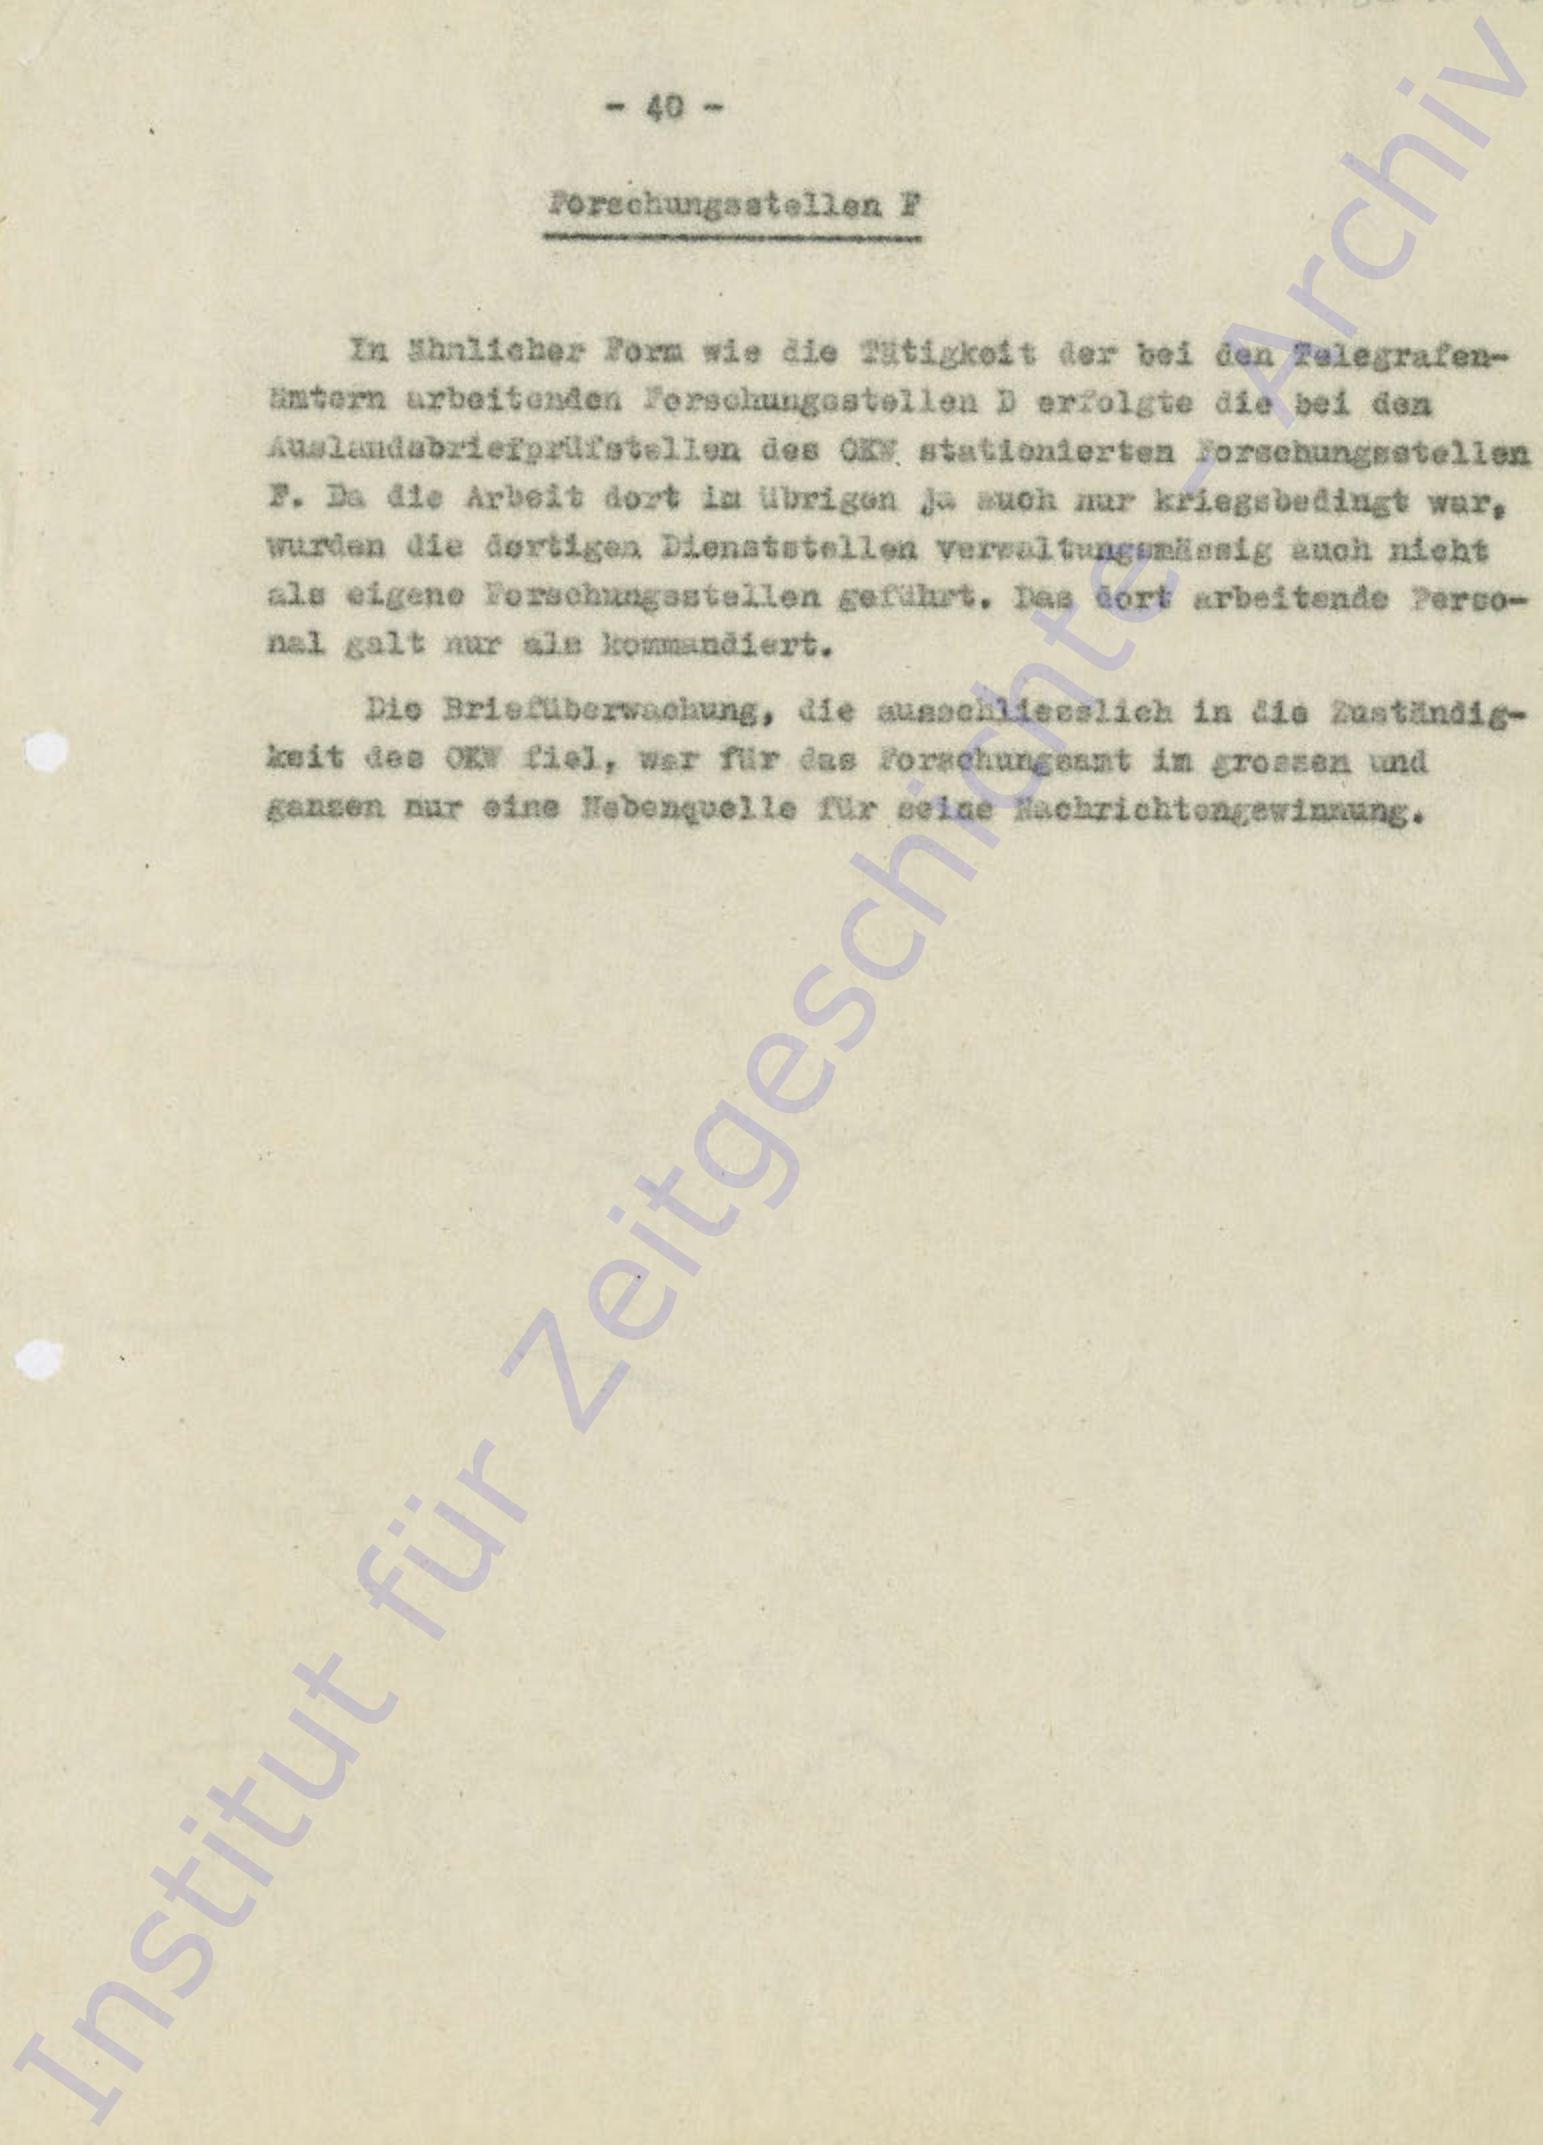 - 40 -
Forschungsstellen F
In ähnlicher Form wie die Tätigkeit der bei den Telegrafen-
ämtern arbeitenden Forschungsstellen D erfolgte die bei den
Auslandsbriefprüfstellen des OKW stationierten Forschungsstellen
F. Da die Arbeit dort im übrigen ja auch nur kriegsbedingt war,
wurden die dortigen Dienststellen verwaltungsmässig auch nicht
als eigene Forschungsstellen geführt. Das dort arbeitende Perso-
nal galt nur als kommandiert.
Die Briefüberwachung, die ausschliesslich in die Zuständig-
keit des OKW fiel, war für das Forschungsamt im grossen und
ganzen nur eine Nebenquelle für seine Nachrichtengewinnung.
Institut für Zeitgeschichte - Archiv